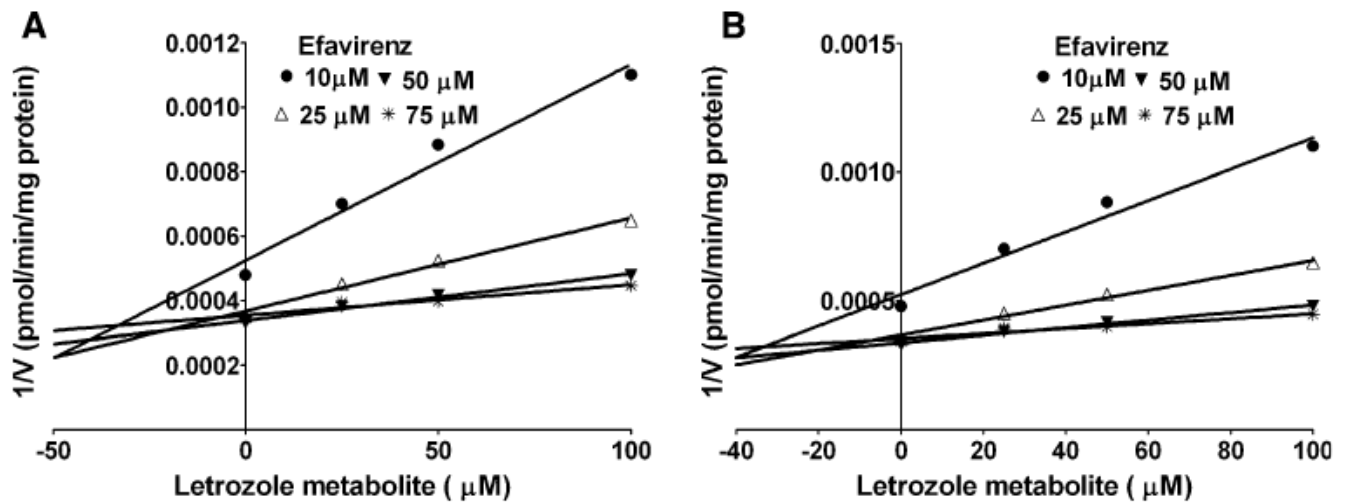 A
Efavirenz
● 10μM ▼ 50 μM
△ 25 μM ✳ 75 μM
1/V (pmol/min/mg protein)
0.0012
0.0010
0.0008
0.0006
0.0004
0.0002
-50 0 50 100
Letrozole metabolite ( μM)
B
Efavirenz
● 10μM ▼ 50 μM
△ 25 μM ✳ 75 μM
1/V (pmol/min/mg protein)
0.0015
0.0010
0.0005
-40 -20 0 20 40 60 80 100
Letrozole metabolite ( μM)